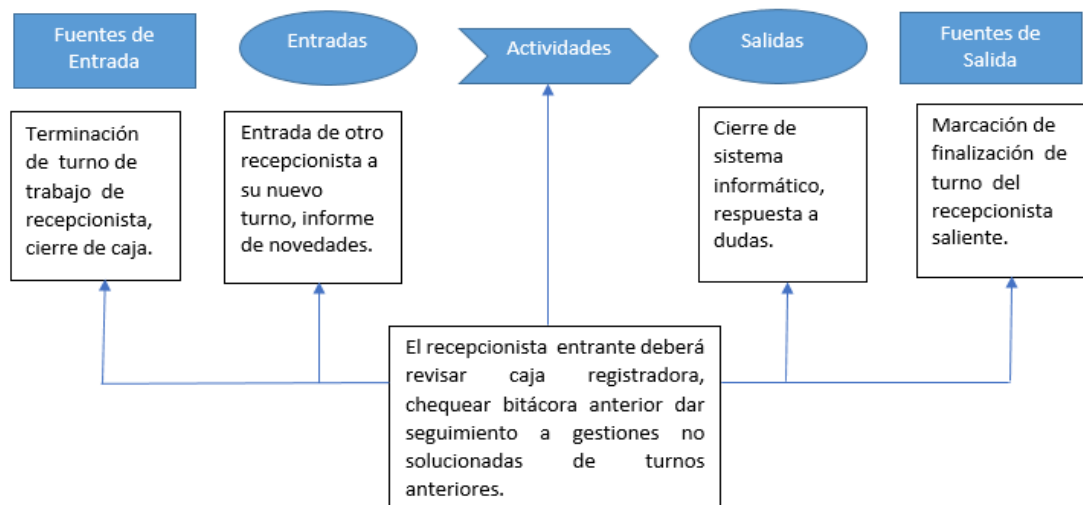 Fuentes de
Entrada
Entradas
Actividades
Salidas
Fuentes de
Salida
Terminación
de turno de
trabajo de
recepcionista,
cierre de caja.
Entrada de otro
recepcionista a
su nuevo
turno, informe
de novedades.
Cierre de
sistema
informático,
respuesta a
dudas.
Marcación de
finalización de
turno del
recepcionista
saliente.
El recepcionista entrante deberá
revisar caja registradora,
chequear bitácora anterior dar
seguimiento a gestiones no
solucionadas de turnos
anteriores.